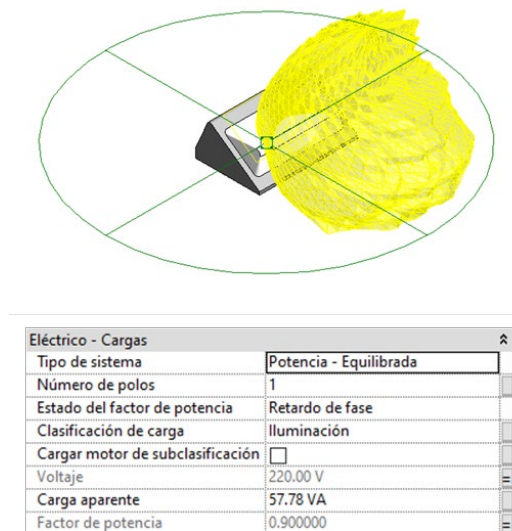 Eléctrico - Cargas
Tipo de sistema Potencia - Equilibrada
Número de polos 1
Estado del factor de potencia Retardo de fase
Clasificación de carga Iluminación
Cargar motor de subclasificación
Voltaje 220.00 V =
Carga aparente 57.78 VA
Factor de potencia 0.900000 =